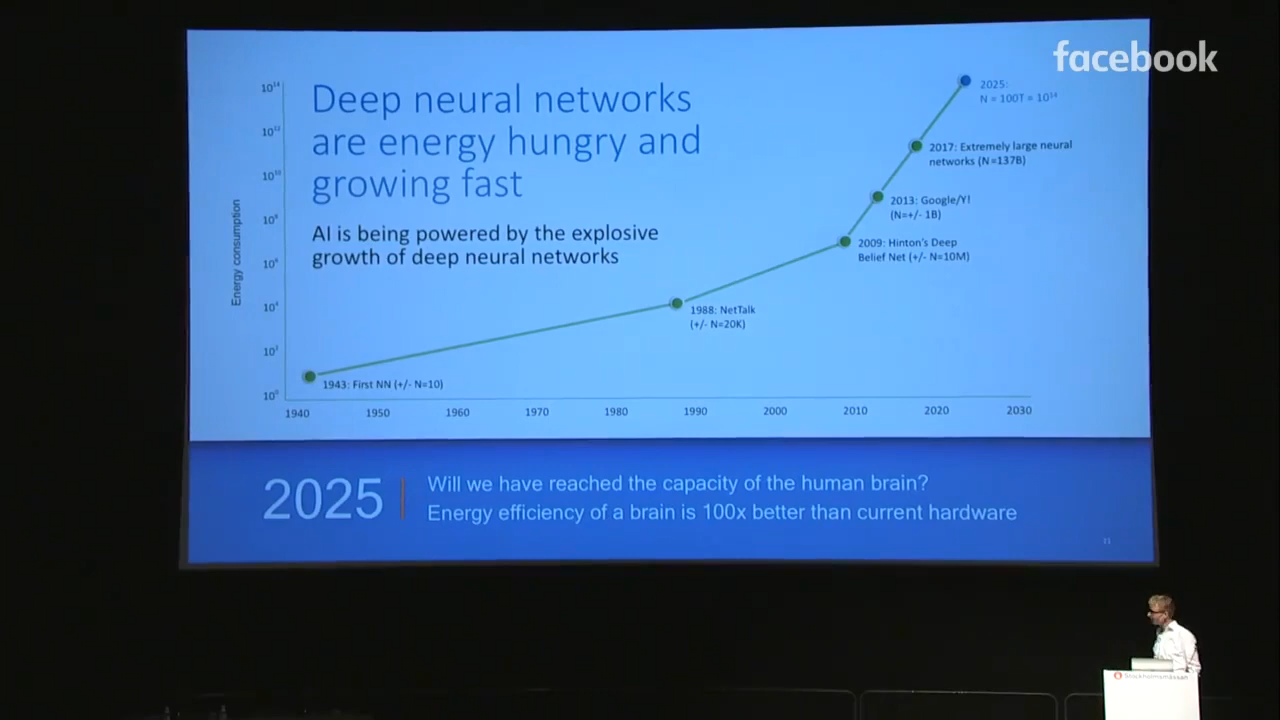 facebook
Deep neural networks
are energy hungry and
growing fast
AI is being powered by the explosive
growth of deep neural networks
Energy consumption
10¹⁴
10¹²
10¹⁰
10⁸
10⁶
10⁴
10²
10⁰
1940 1950 1960 1970 1980 1990 2000 2010 2020 2030
1943: First NN (+/- N=10)
1988: NetTalk
(+/- N=20K)
2009: Hinton's Deep
Belief Net (+/- N=10M)
2013: Google/Y!
(N=+/- 1B)
2017: Extremely large neural
networks (N=137B)
2025:
N = 100T = 10¹⁴
2025
Will we have reached the capacity of the human brain?
Energy efficiency of a brain is 100x better than current hardware
Stockholmsmässan